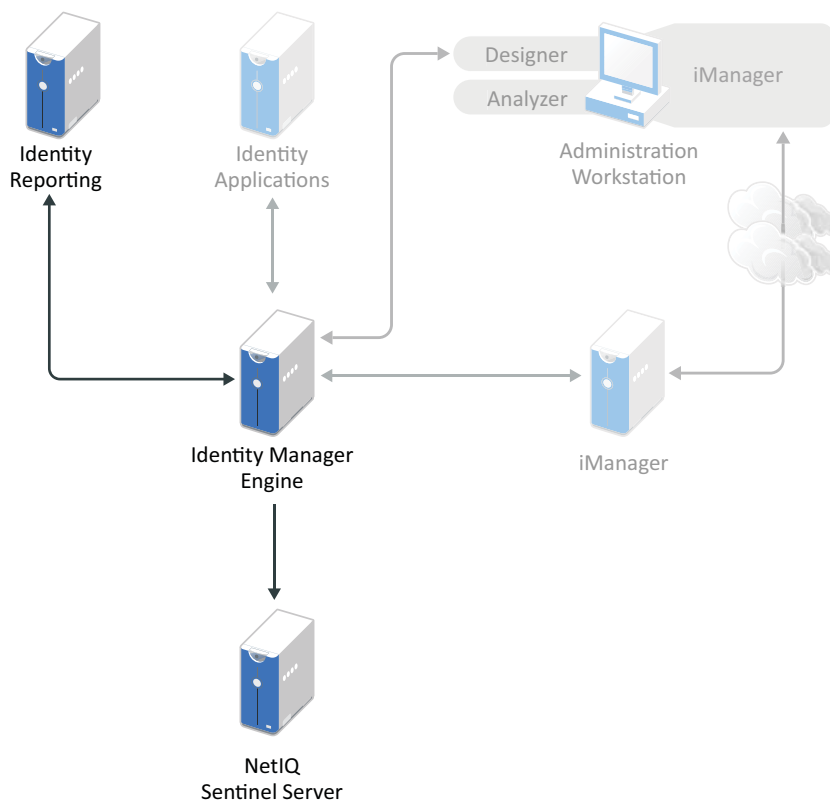 Designer
Analyzer
iManager
Identity
Reporting
Identity
Applications
Administration
Workstation
Identity Manager
Engine
iManager
NetIQ
Sentinel Server